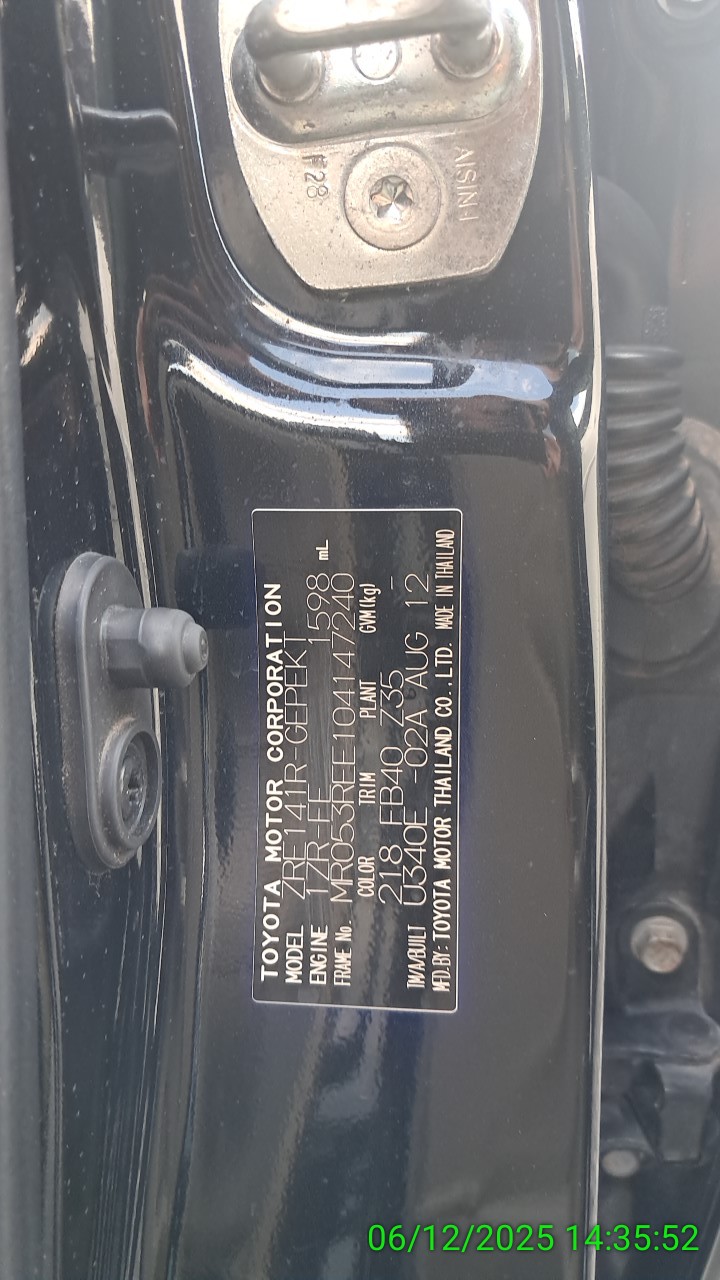 AISIN-I
F28
TOYOTA MOTOR CORPORATION
MODEL ZRE141R-GEPEKT
ENGINE 1ZR-FE 1598 mL
FRAME No. MR053REE104147240
COLOR TRIM PLANT GVM(kg)
218 FB40 Z35 -
TM/A/BUILT U340E -02A AUG 12
MFD.BY: TOYOTA MOTOR THAILAND CO.,LTD. MADE IN THAILAND
06/12/2025 14:35:52